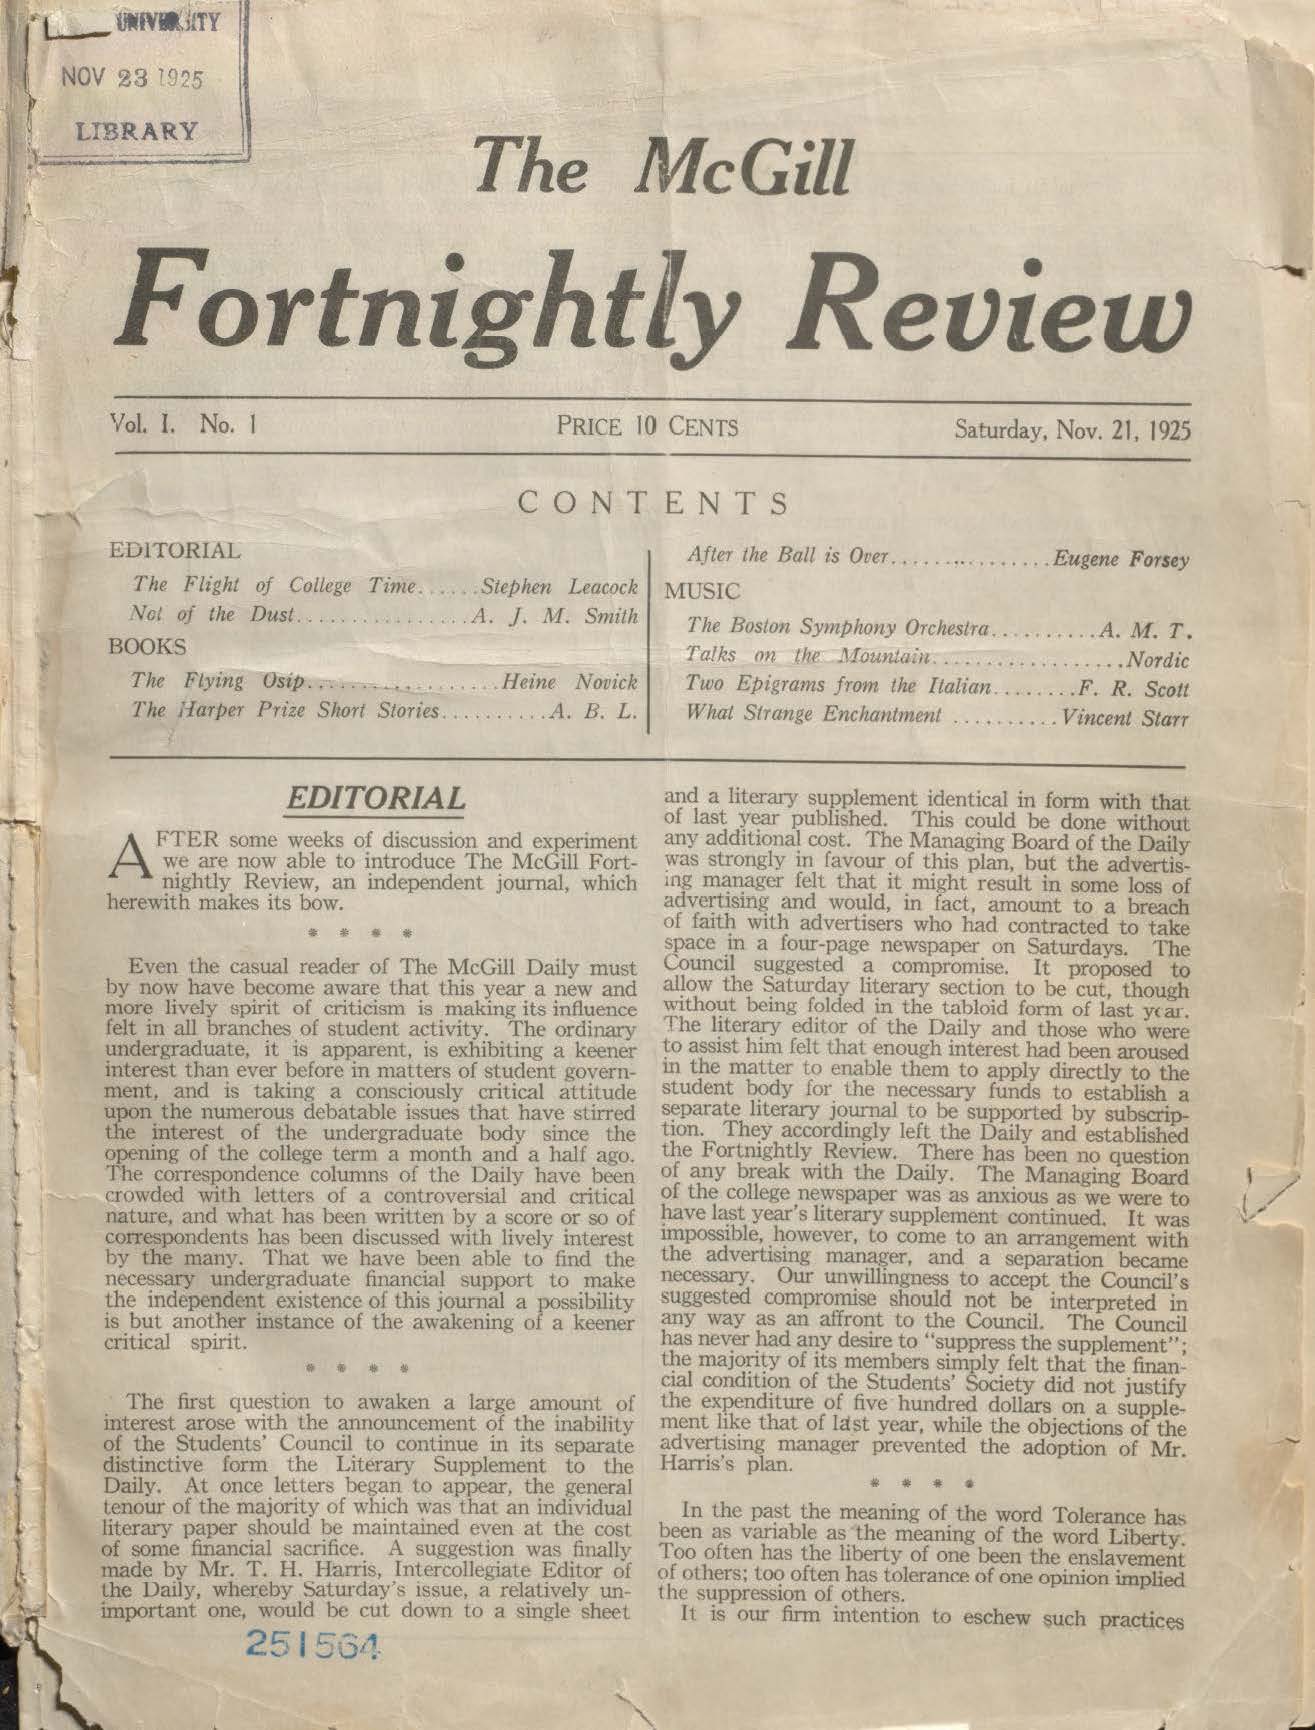 UNIVERSITY
NOV 23 1925
LIBRARY
The McGill
Fortnightly Review
Vol. I. No. 1
PRICE 10 CENTS
Saturday, Nov. 21, 1925
CONTENTS
EDITORIAL
The Flight of College Time......Stephen Leacock
Not of the Dust................A. J. M. Smith
BOOKS
The Flying Osip..................Heine Novick
The Harper Prize Short Stories..........A. B. L.
After the Ball is Over...............Eugene Forsey
MUSIC
The Boston Symphony Orchestra..........A. M. T.
Talks on the Mountain..................Nordic
Two Epigrams from the Italian........F. R. Scott
What Strange Enchantment ..........Vincent Starr
EDITORIAL
AFTER some weeks of discussion and experiment
we are now able to introduce The McGill Fort-
nightly Review, an independent journal, which
herewith makes its bow.
* * * *
Even the casual reader of The McGill Daily must
by now have become aware that this year a new and
more lively spirit of criticism is making its influence
felt in all branches of student activity. The ordinary
undergraduate, it is apparent, is exhibiting a keener
interest than ever before in matters of student govern-
ment, and is taking a consciously critical attitude
upon the numerous debatable issues that have stirred
the interest of the undergraduate body since the
opening of the college term a month and a half ago.
The correspondence columns of the Daily have been
crowded with letters of a controversial and critical
nature, and what has been written by a score or so of
correspondents has been discussed with lively interest
by the many. That we have been able to find the
necessary undergraduate financial support to make
the independent existence of this journal a possibility
is but another instance of the awakening of a keener
critical spirit.
* * * *
The first question to awaken a large amount of
interest arose with the announcement of the inability
of the Students' Council to continue in its separate
distinctive form the Literary Supplement to the
Daily. At once letters began to appear, the general
tenour of the majority of which was that an individual
literary paper should be maintained even at the cost
of some financial sacrifice. A suggestion was finally
made by Mr. T. H. Harris, Intercollegiate Editor of
the Daily, whereby Saturday's issue, a relatively un-
important one, would be cut down to a single sheet
and a literary supplement identical in form with that
of last year published. This could be done without
any additional cost. The Managing Board of the Daily
was strongly in favour of this plan, but the advertis-
ing manager felt that it might result in some loss of
advertising and would, in fact, amount to a breach
of faith with advertisers who had contracted to take
space in a four-page newspaper on Saturdays. The
Council suggested a compromise. It proposed to
allow the Saturday literary section to be cut, though
without being folded in the tabloid form of last year.
The literary editor of the Daily and those who were
to assist him felt that enough interest had been aroused
in the matter to enable them to apply directly to the
student body for the necessary funds to establish a
separate literary journal to be supported by subscrip-
tion. They accordingly left the Daily and established
the Fortnightly Review. There has been no question
of any break with the Daily. The Managing Board
of the college newspaper was as anxious as we were to
have last year's literary supplement continued. It was
impossible, however, to come to an arrangement with
the advertising manager, and a separation became
necessary. Our unwillingness to accept the Council's
suggested compromise should not be interpreted in
any way as an affront to the Council. The Council
has never had any desire to "suppress the supplement";
the majority of its members simply felt that the finan-
cial condition of the Students' Society did not justify
the expenditure of five hundred dollars on a supple-
ment like that of last year, while the objections of the
advertising manager prevented the adoption of Mr.
Harris's plan.
* * * *
In the past the meaning of the word Tolerance has
been as variable as the meaning of the word Liberty.
Too often has the liberty of one been the enslavement
of others; too often has tolerance of one opinion implied
the suppression of others.
It is our firm intention to eschew such practices
251564